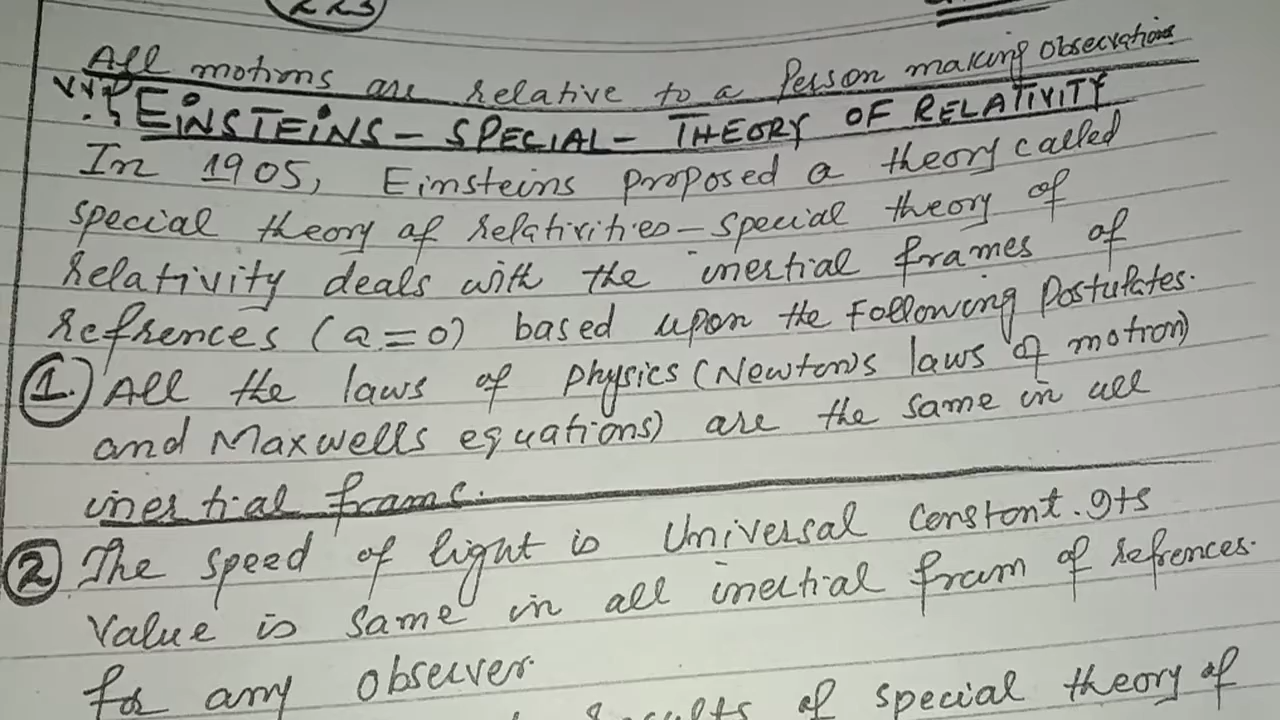 223
All motions are relative to a Person making observations
VVP EINSTEINS - SPECIAL - THEORY OF RELATIVITY
In 1905, Einsteins proposed a theory called
special theory of relativities - special theory of
relativity deals with the inertial frames of
refrences (a=0) based upon the Following Postulates.
1. All the laws of physics (Newton's laws of motion)
and Maxwells equations) are the same in all
inertial frame.
2 The speed of light is Universal constant. Its
value is same in all inertial fram of refrences.
for any observer.
Results of special theory of